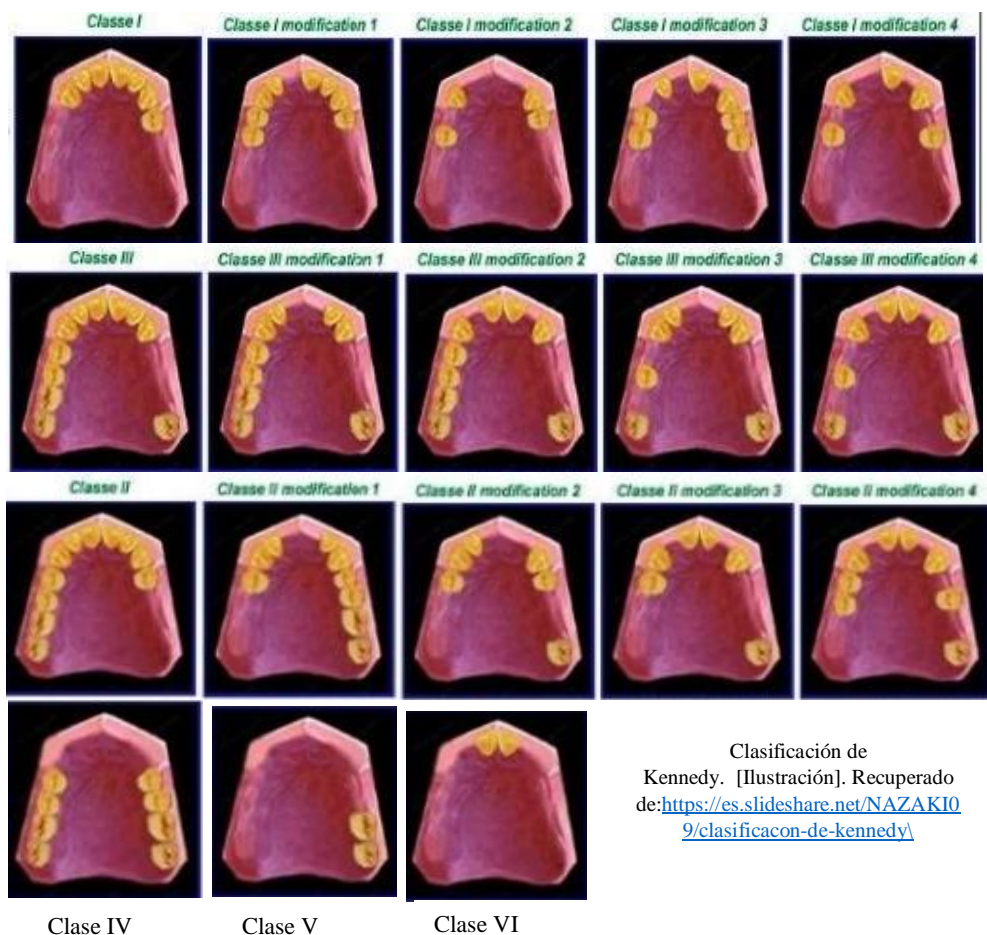 Classe I
Classe I modification 1
Classe I modification 2
Classe I modification 3
Classe I modification 4
Classe III
Classe III modification 1
Classe III modification 2
Classe III modification 3
Classe III modification 4
Classe II
Classe II modification 1
Classe II modification 2
Classe II modification 3
Classe II modification 4
Clasificación de
Kennedy. [Ilustración]. Recuperado
de:https://es.slideshare.net/NAZAKI0
9/clasificacon-de-kennedy\
Clase IV
Clase V
Clase VI